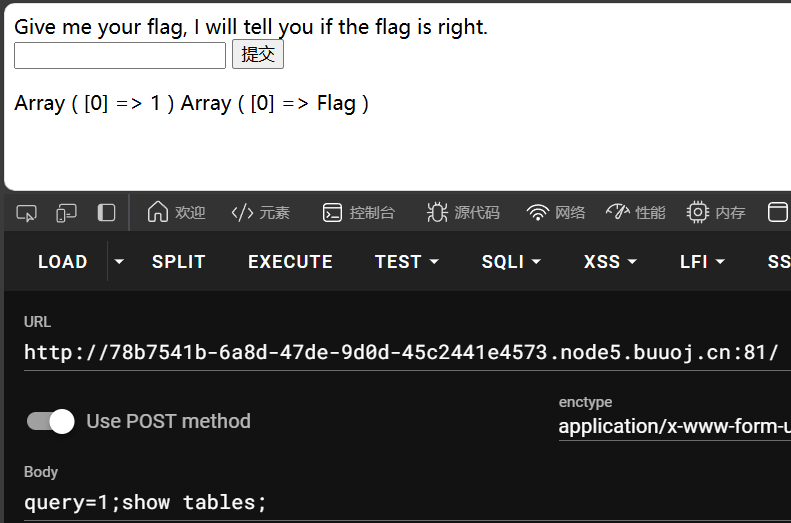 Give me your flag, I will tell you if the flag is right.
提交
Array ( [0] => 1 ) Array ( [0] => Flag )
欢迎 元素 控制台 源代码 网络 性能 内存
LOAD SPLIT EXECUTE TEST SQLI XSS LFI SS
URL
http://78b7541b-6a8d-47de-9d0d-45c2441e4573.node5.buuoj.cn:81/
Use POST method
enctype
application/x-www-form-u
Body
query=1;show tables;